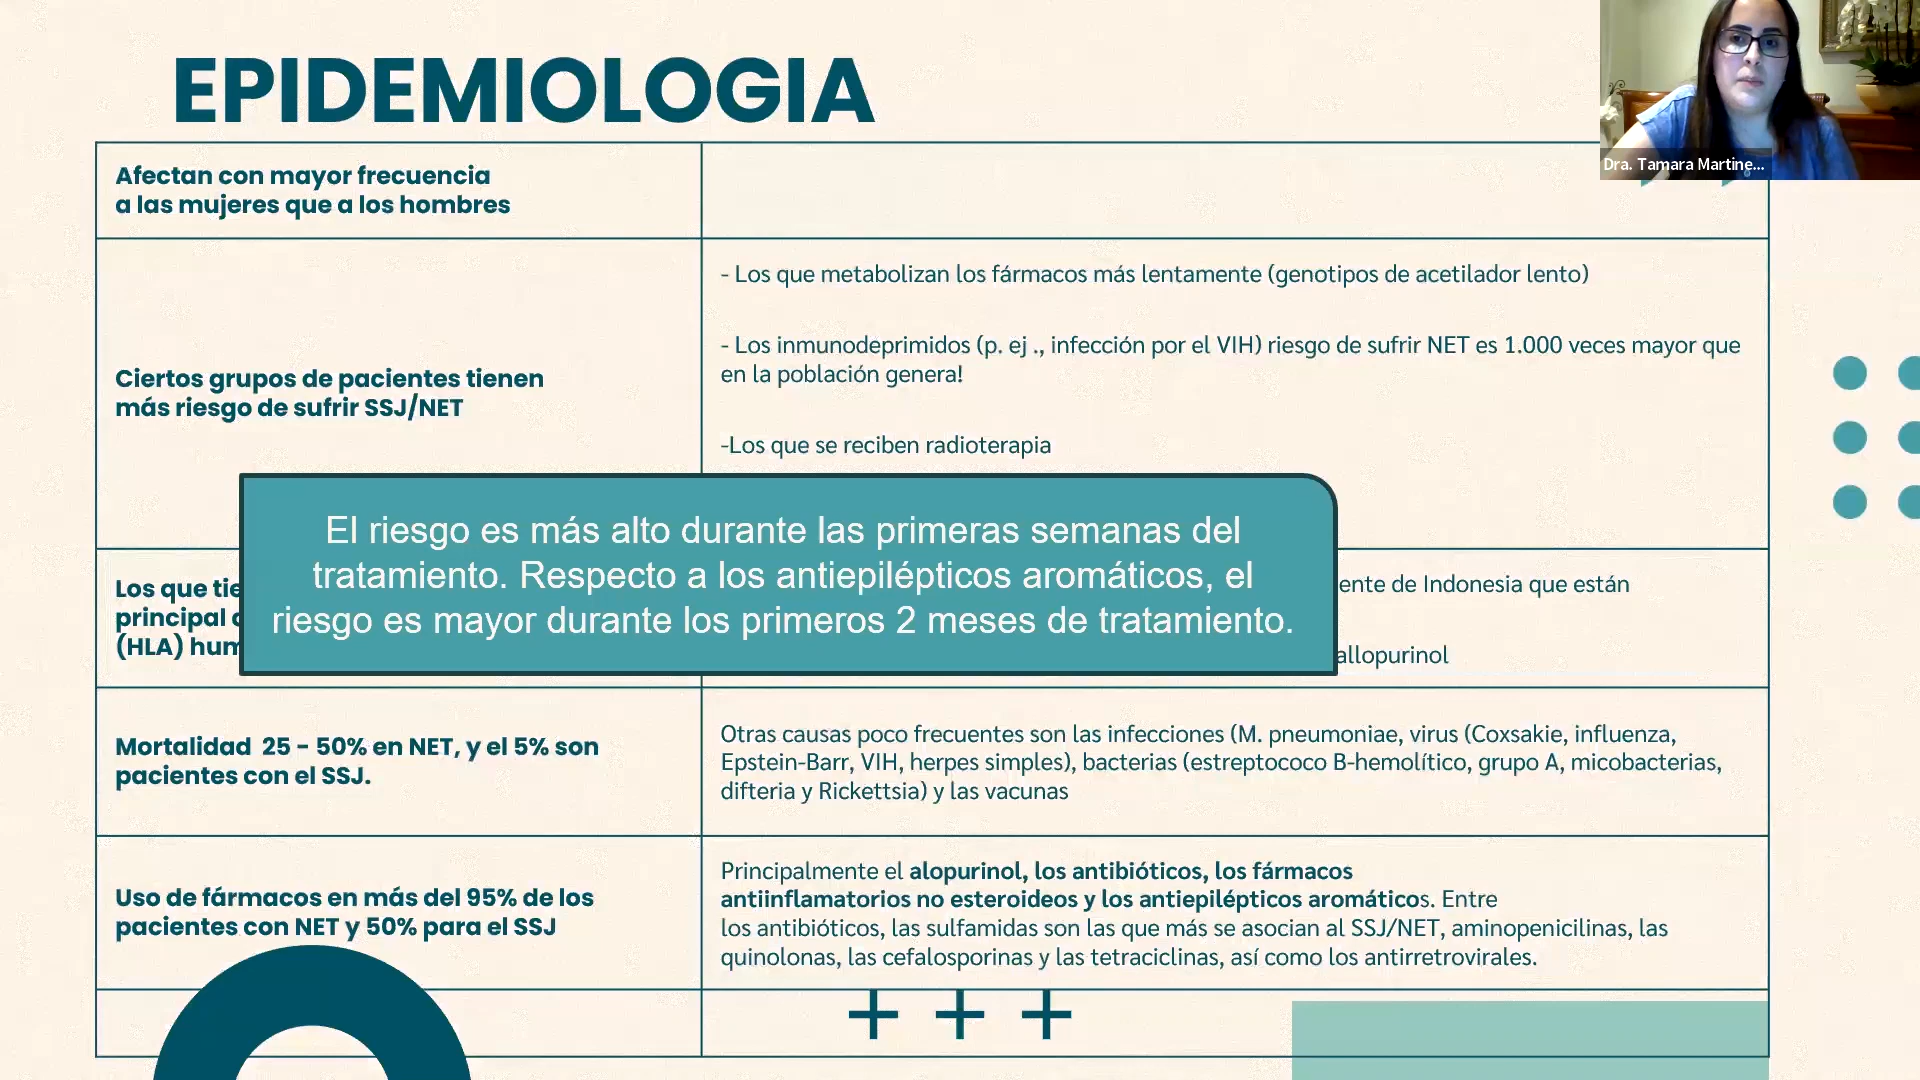 EPIDEMIOLOGIA
Dra. Tamara Martine...
Afectan con mayor frecuencia
a las mujeres que a los hombres
Ciertos grupos de pacientes tienen
más riesgo de sufrir SSJ/NET
- Los que metabolizan los fármacos más lentamente (genotipos de acetilador lento)
- Los inmunodeprimidos (p. ej ., infección por el VIH) riesgo de sufrir NET es 1.000 veces mayor que
en la población genera!
-Los que se reciben radioterapia
El riesgo es más alto durante las primeras semanas del
tratamiento. Respecto a los antiepilépticos aromáticos, el
riesgo es mayor durante los primeros 2 meses de tratamiento.
Los que tie
principal
(HLA) hum
ente de Indonesia que están
allopurinol
Mortalidad 25 - 50% en NET, y el 5% son
pacientes con el SSJ.
Otras causas poco frecuentes son las infecciones (M. pneumoniae, virus (Coxsakie, influenza,
Epstein-Barr, VIH, herpes simples), bacterias (estreptococo B-hemolítico, grupo A, micobacterias,
difteria y Rickettsia) y las vacunas
Uso de fármacos en más del 95% de los
pacientes con NET y 50% para el SSJ
Principalmente el alopurinol, los antibióticos, los fármacos
antiinflamatorios no esteroideos y los antiepilépticos aromáticos. Entre
los antibióticos, las sulfamidas son las que más se asocian al SSJ/NET, aminopenicilinas, las
quinolonas, las cefalosporinas y las tetraciclinas, así como los antirretrovirales.